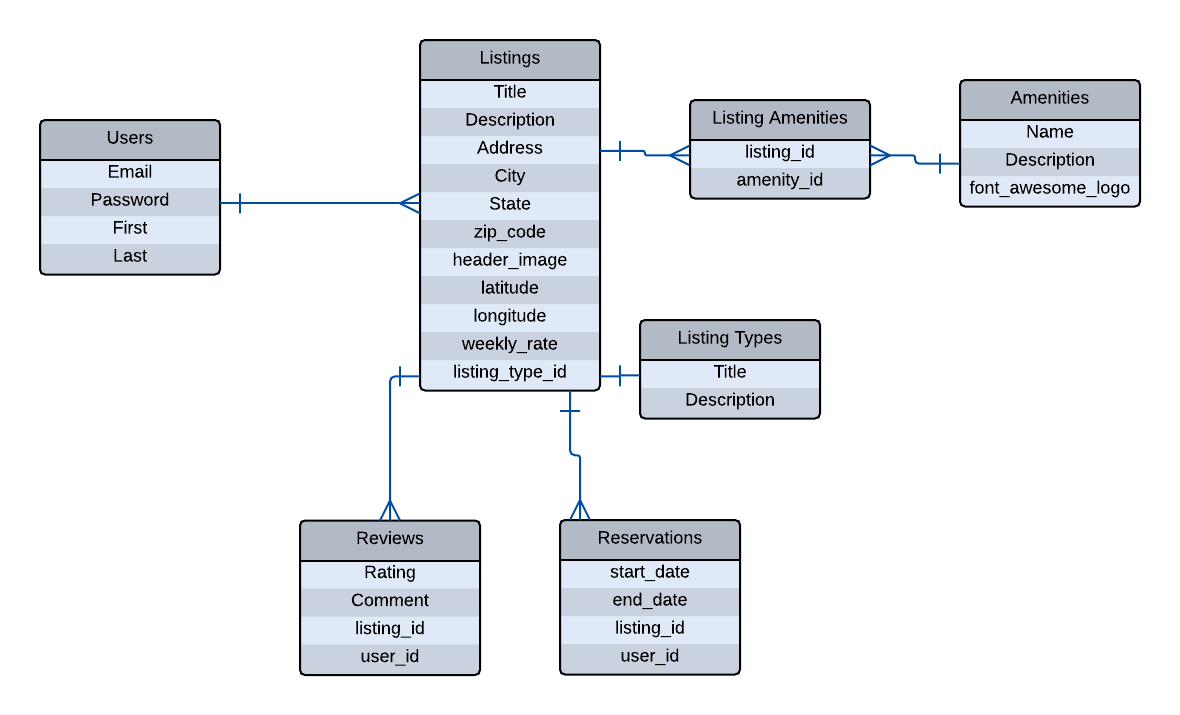 Listings
Title
Description
Address
City
State
zip_code
header_image
latitude
longitude
weekly_rate
listing_type_id
Users
Email
Password
First
Last
Listing Amenities
listing_id
amenity_id
Amenities
Name
Description
font_awesome_logo
Listing Types
Title
Description
Reviews
Rating
Comment
listing_id
user_id
Reservations
start_date
end_date
listing_id
user_id